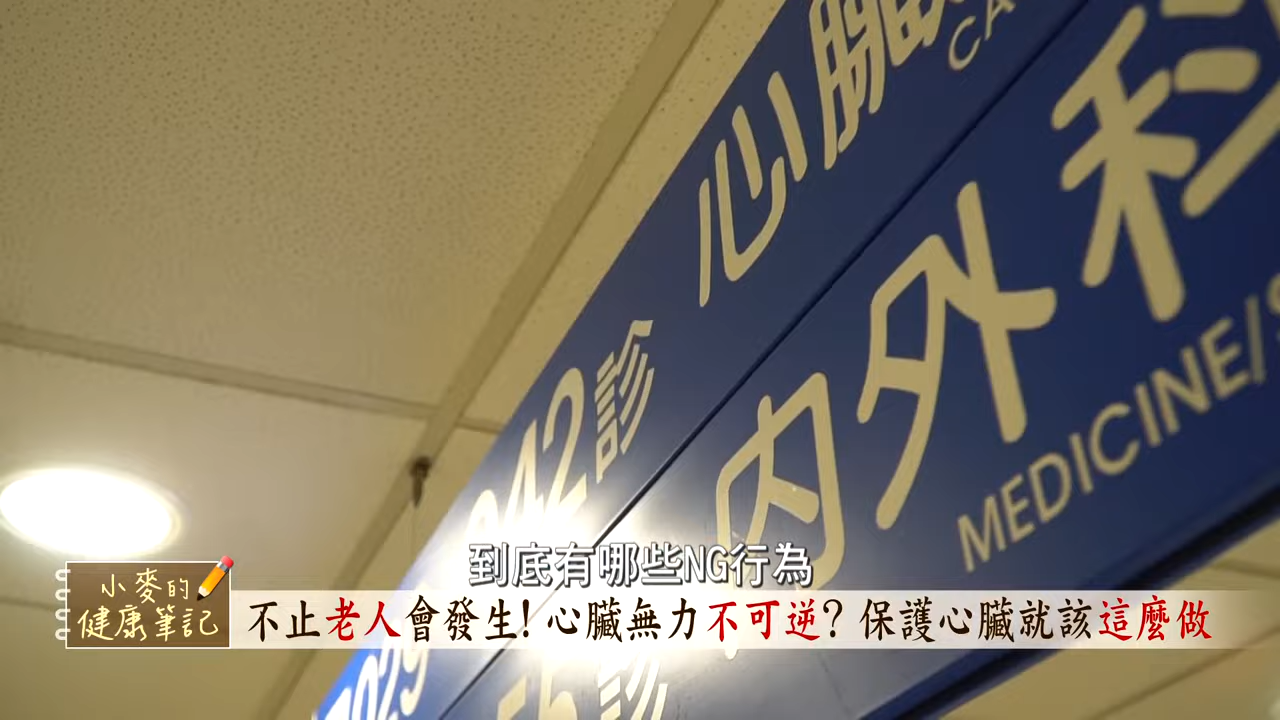 心臟
CA
內外科
MEDICINE/
042診
診
到底有哪些NG行為
小麥的
健康筆記
不止老人會發生!心臟無力不可逆?保護心臟就該這麼做